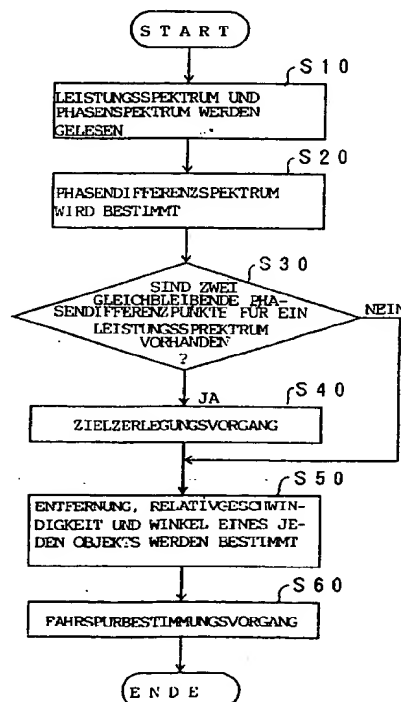 START
S10
LEISTUNGSSPEKTRUM UND
PHASENSPEKTRUM WERDEN
GELESEN
S20
PHASENDIFFERENZSPEKTRUM
WIRD BESTIMMT
S30
SIND ZWEI
GLEICHBLEIBENDE PHA-
SENDIFFERENZPUNKTE FÜR EIN
LEISTUNGSSPREKTRUM
VORHANDEN
?
NEIN
JA
S40
ZIELZERLEGUNGSVORGANG
S50
ENTFERNUNG, RELATIVGESCHWIN-
DIGKEIT UND WINKEL EINES JE-
DEN OBJEKTS WERDEN BESTIMMT
S60
FAHRSPURBESTIMMUNGSVORGANG
ENDE